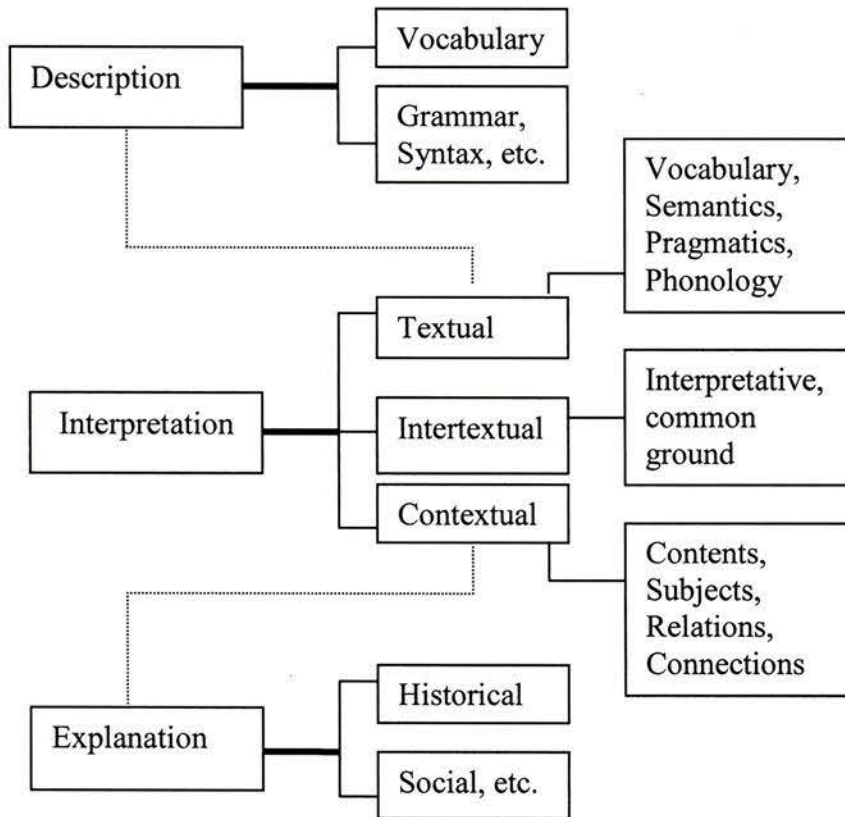 Description
Vocabulary
Grammar,
Syntax, etc.
Vocabulary,
Semantics,
Pragmatics,
Phonology
Textual
Interpretation
Intertextual
Interpretative,
common
ground
Contextual
Contents,
Subjects,
Relations,
Connections
Explanation
Historical
Social, etc.